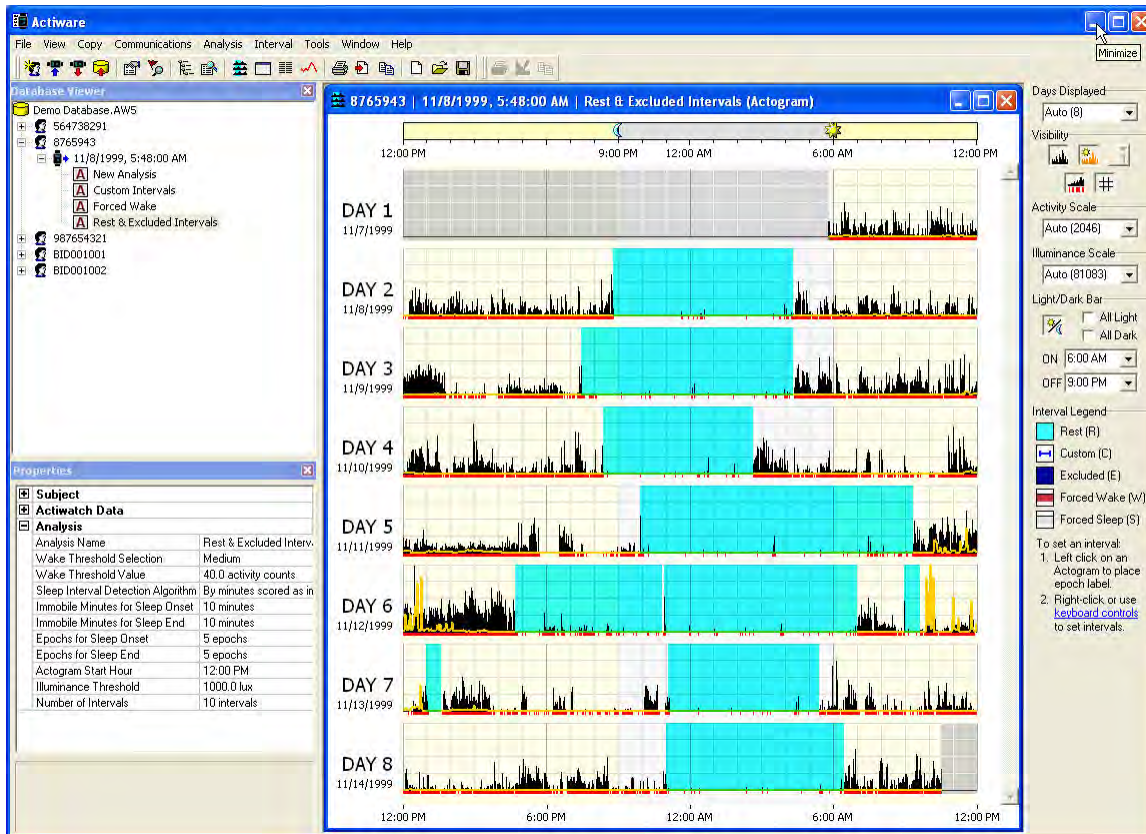 Actiware
File View Copy Communications Analysis Interval Tools Window Help
Minimize
Database Viewer
Demo Database.AWS
564738291
8765943
11/8/1999, 5:48:00 AM
A New Analysis
A Custom Intervals
A Forced Wake
A Rest & Excluded Intervals
987654321
BID001001
BID001002
Properties
Subject
Actiwatch Data
Analysis
Analysis Name Rest & Excluded Interv
Wake Threshold Selection Medium
Wake Threshold Value 40.0 activity counts
Sleep Interval Detection Algorithm By minutes scored as in
Immobile Minutes for Sleep Onset 10 minutes
Immobile Minutes for Sleep End 10 minutes
Epochs for Sleep Onset 5 epochs
Epochs for Sleep End 5 epochs
Actogram Start Hour 12:00 PM
Illuminance Threshold 1000.0 lux
Number of Intervals 10 intervals
8765943 | 11/8/1999, 5:48:00 AM | Rest & Excluded Intervals (Actogram)
12:00 PM 9:00 PM 12:00 AM 6:00 AM 12:00 PM
DAY 1
11/7/1999
DAY 2
11/8/1999
DAY 3
11/9/1999
DAY 4
11/10/1999
DAY 5
11/11/1999
DAY 6
11/12/1999
DAY 7
11/13/1999
DAY 8
11/14/1999
12:00 PM 6:00 PM 12:00 AM 6:00 AM 12:00 PM
Days Displayed
Auto (8)
Visibility
Activity Scale
Auto (2046)
Illuminance Scale
Auto (81083)
Light/Dark Bar
All Light
All Dark
ON 6:00 AM
OFF 9:00 PM
Interval Legend
Rest (R)
Custom (C)
Excluded (E)
Forced Wake (W)
Forced Sleep (S)
To set an interval:
1. Left click on an
Actogram to place
epoch label.
2. Right-click or use
keyboard controls
to set intervals.